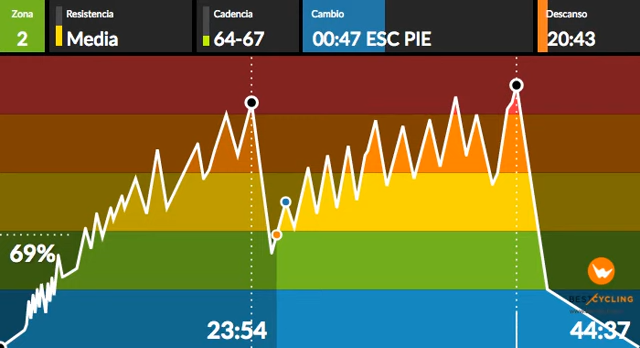 Zona
2
Resistencia
Media
Cadencia
64-67
Cambio
00:47 ESC PIE
Descanso
20:43
69%
23:54
44:37
CYCLING